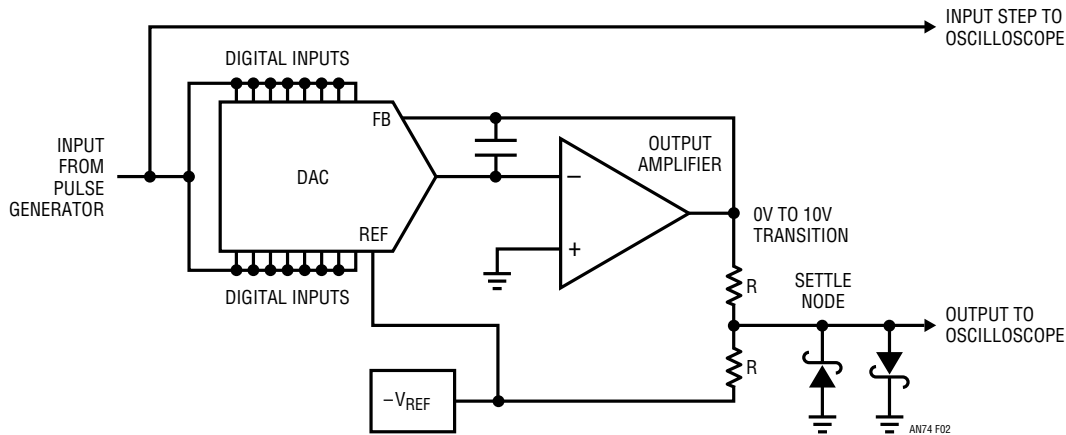 INPUT STEP TO
OSCILLOSCOPE
DIGITAL INPUTS
FB
OUTPUT
AMPLIFIER
INPUT
FROM
PULSE
GENERATOR
DAC
−
REF
+
0V TO 10V
TRANSITION
DIGITAL INPUTS
R
SETTLE
NODE
OUTPUT TO
OSCILLOSCOPE
R
−VREF
AN74 F02